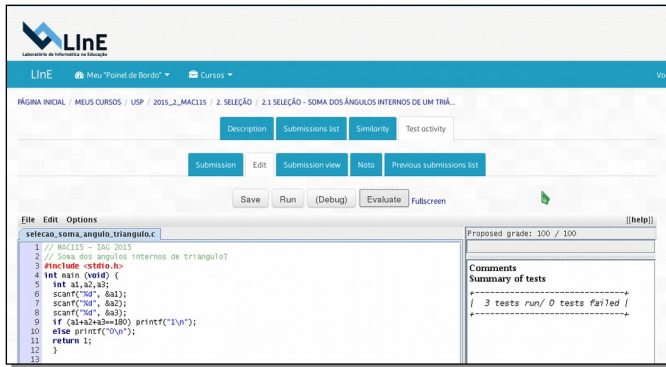 LInE
Laboratório de Informática na Educação
LInE Meu "Painel de Bordo" Cursos Vo
PÁGINA INICIAL / MEUS CURSOS / USP / 2015_2_MAC115 / 2. SELEÇÃO / 2.1 SELEÇÃO - SOMA DOS ÂNGULOS INTERNOS DE UM TRIÂ...
Description Submissions list Similarity Test activity
Submission Edit Submission view Nota Previous submissions list
Save Run (Debug) Evaluate Fullscreen
File Edit Options [[help]]
selecao_soma_angulo_triangulo.c
1 // MAC115 - IAG 2015
2 // Soma dos angulos internos de triangulo?
3 #include <stdio.h>
4 int main (void) {
5 int a1,a2,a3;
6 scanf("%d", &a1);
7 scanf("%d", &a2);
8 scanf("%d", &a3);
9 if (a1+a2+a3==180) printf("1\n");
10 else printf("0\n");
11 return 1;
12 }
13
Proposed grade: 100 / 100
Comments
Summary of tests
+------------------------------+
| 3 tests run/ 0 tests failed |
+------------------------------+